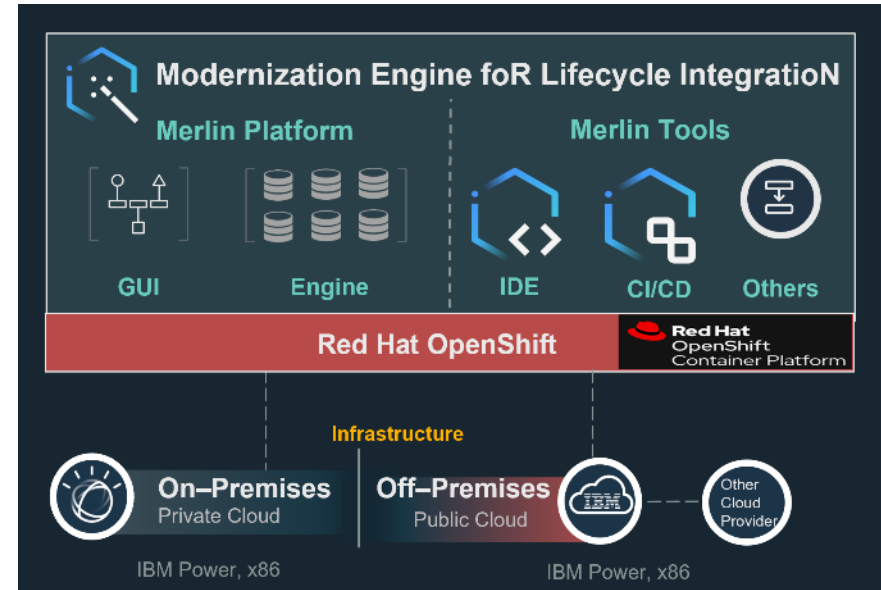 Modernization Engine foR Lifecycle IntegratioN
Merlin Platform
Merlin Tools
GUI
Engine
IDE
CI/CD
Others
Red Hat OpenShift
Red Hat
OpenShift
Container Platform
Infrastructure
On–Premises
Private Cloud
Off–Premises
Public Cloud
IBM
Other
Cloud
Provider
IBM Power, x86
IBM Power, x86